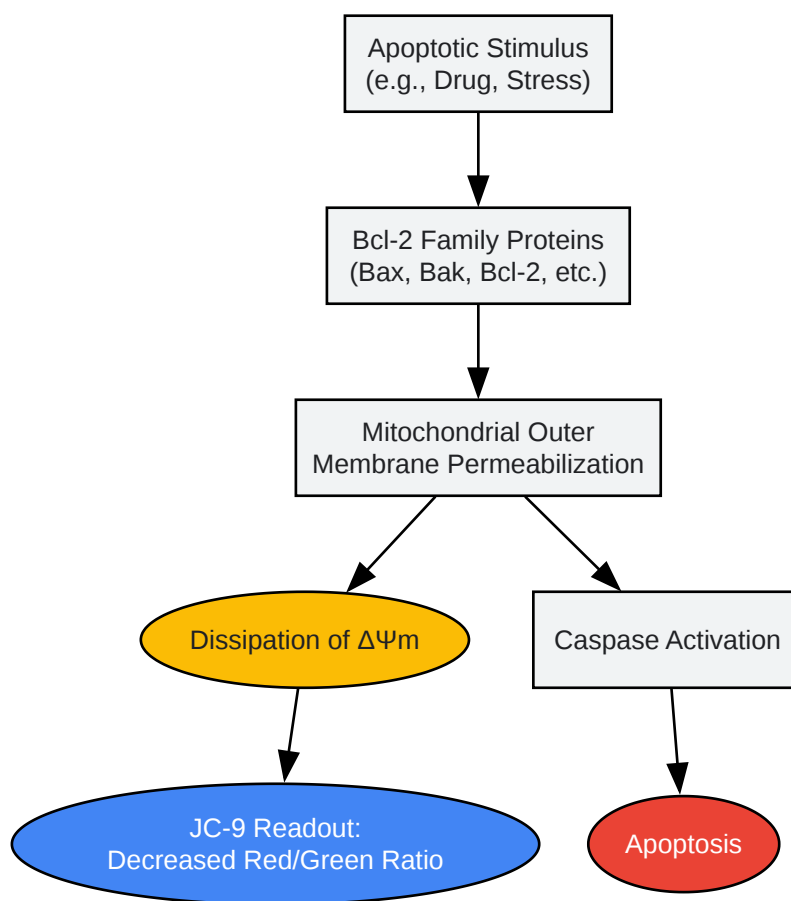 Apoptotic Stimulus
(e.g., Drug, Stress)
Bcl-2 Family Proteins
(Bax, Bak, Bcl-2, etc.)
Mitochondrial Outer
Membrane Permeabilization
Dissipation of ΔΨm
Caspase Activation
JC-9 Readout:
Decreased Red/Green Ratio
Apoptosis